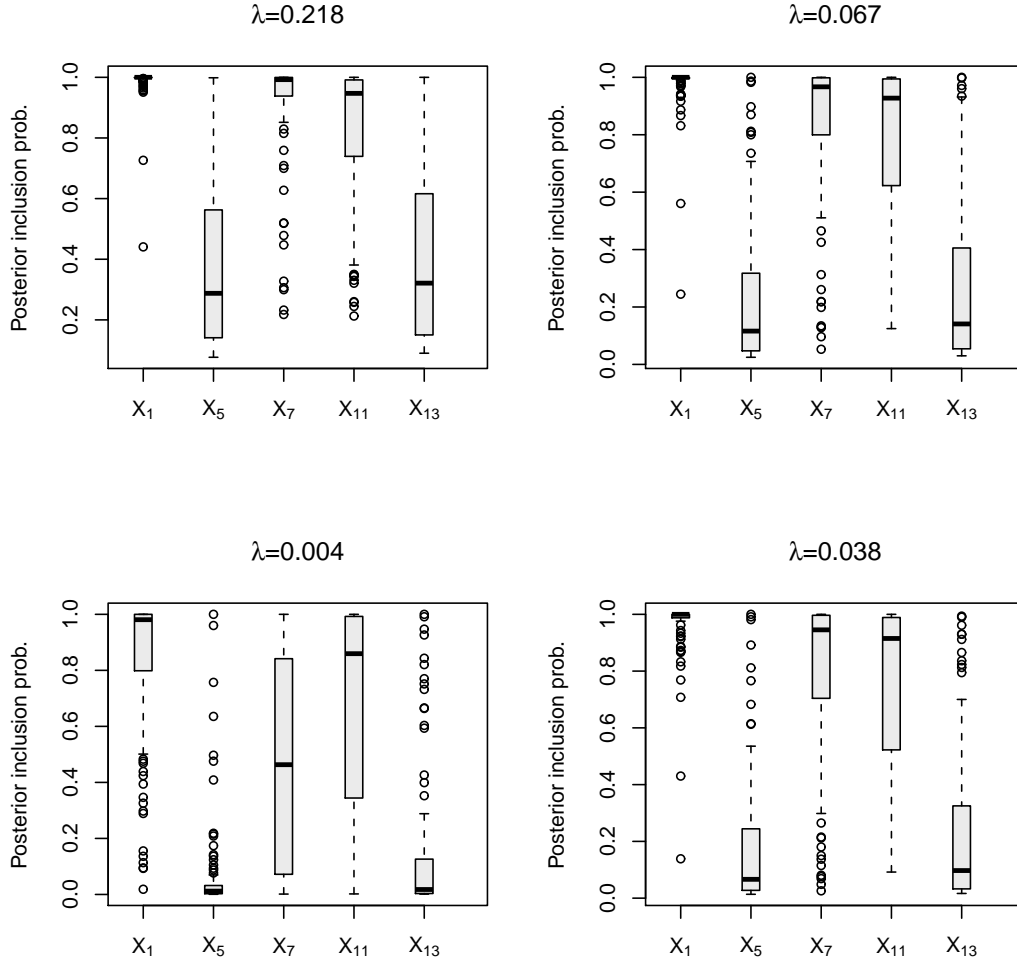 λ=0.218
Posterior inclusion prob.
1.0
0.8
0.6
0.4
0.2
X₁ X₅ X₇ X₁₁ X₁₃
λ=0.067
Posterior inclusion prob.
1.0
0.8
0.6
0.4
0.2
0.0
X₁ X₅ X₇ X₁₁ X₁₃
λ=0.004
Posterior inclusion prob.
1.0
0.8
0.6
0.4
0.2
0.0
X₁ X₅ X₇ X₁₁ X₁₃
λ=0.038
Posterior inclusion prob.
1.0
0.8
0.6
0.4
0.2
0.0
X₁ X₅ X₇ X₁₁ X₁₃